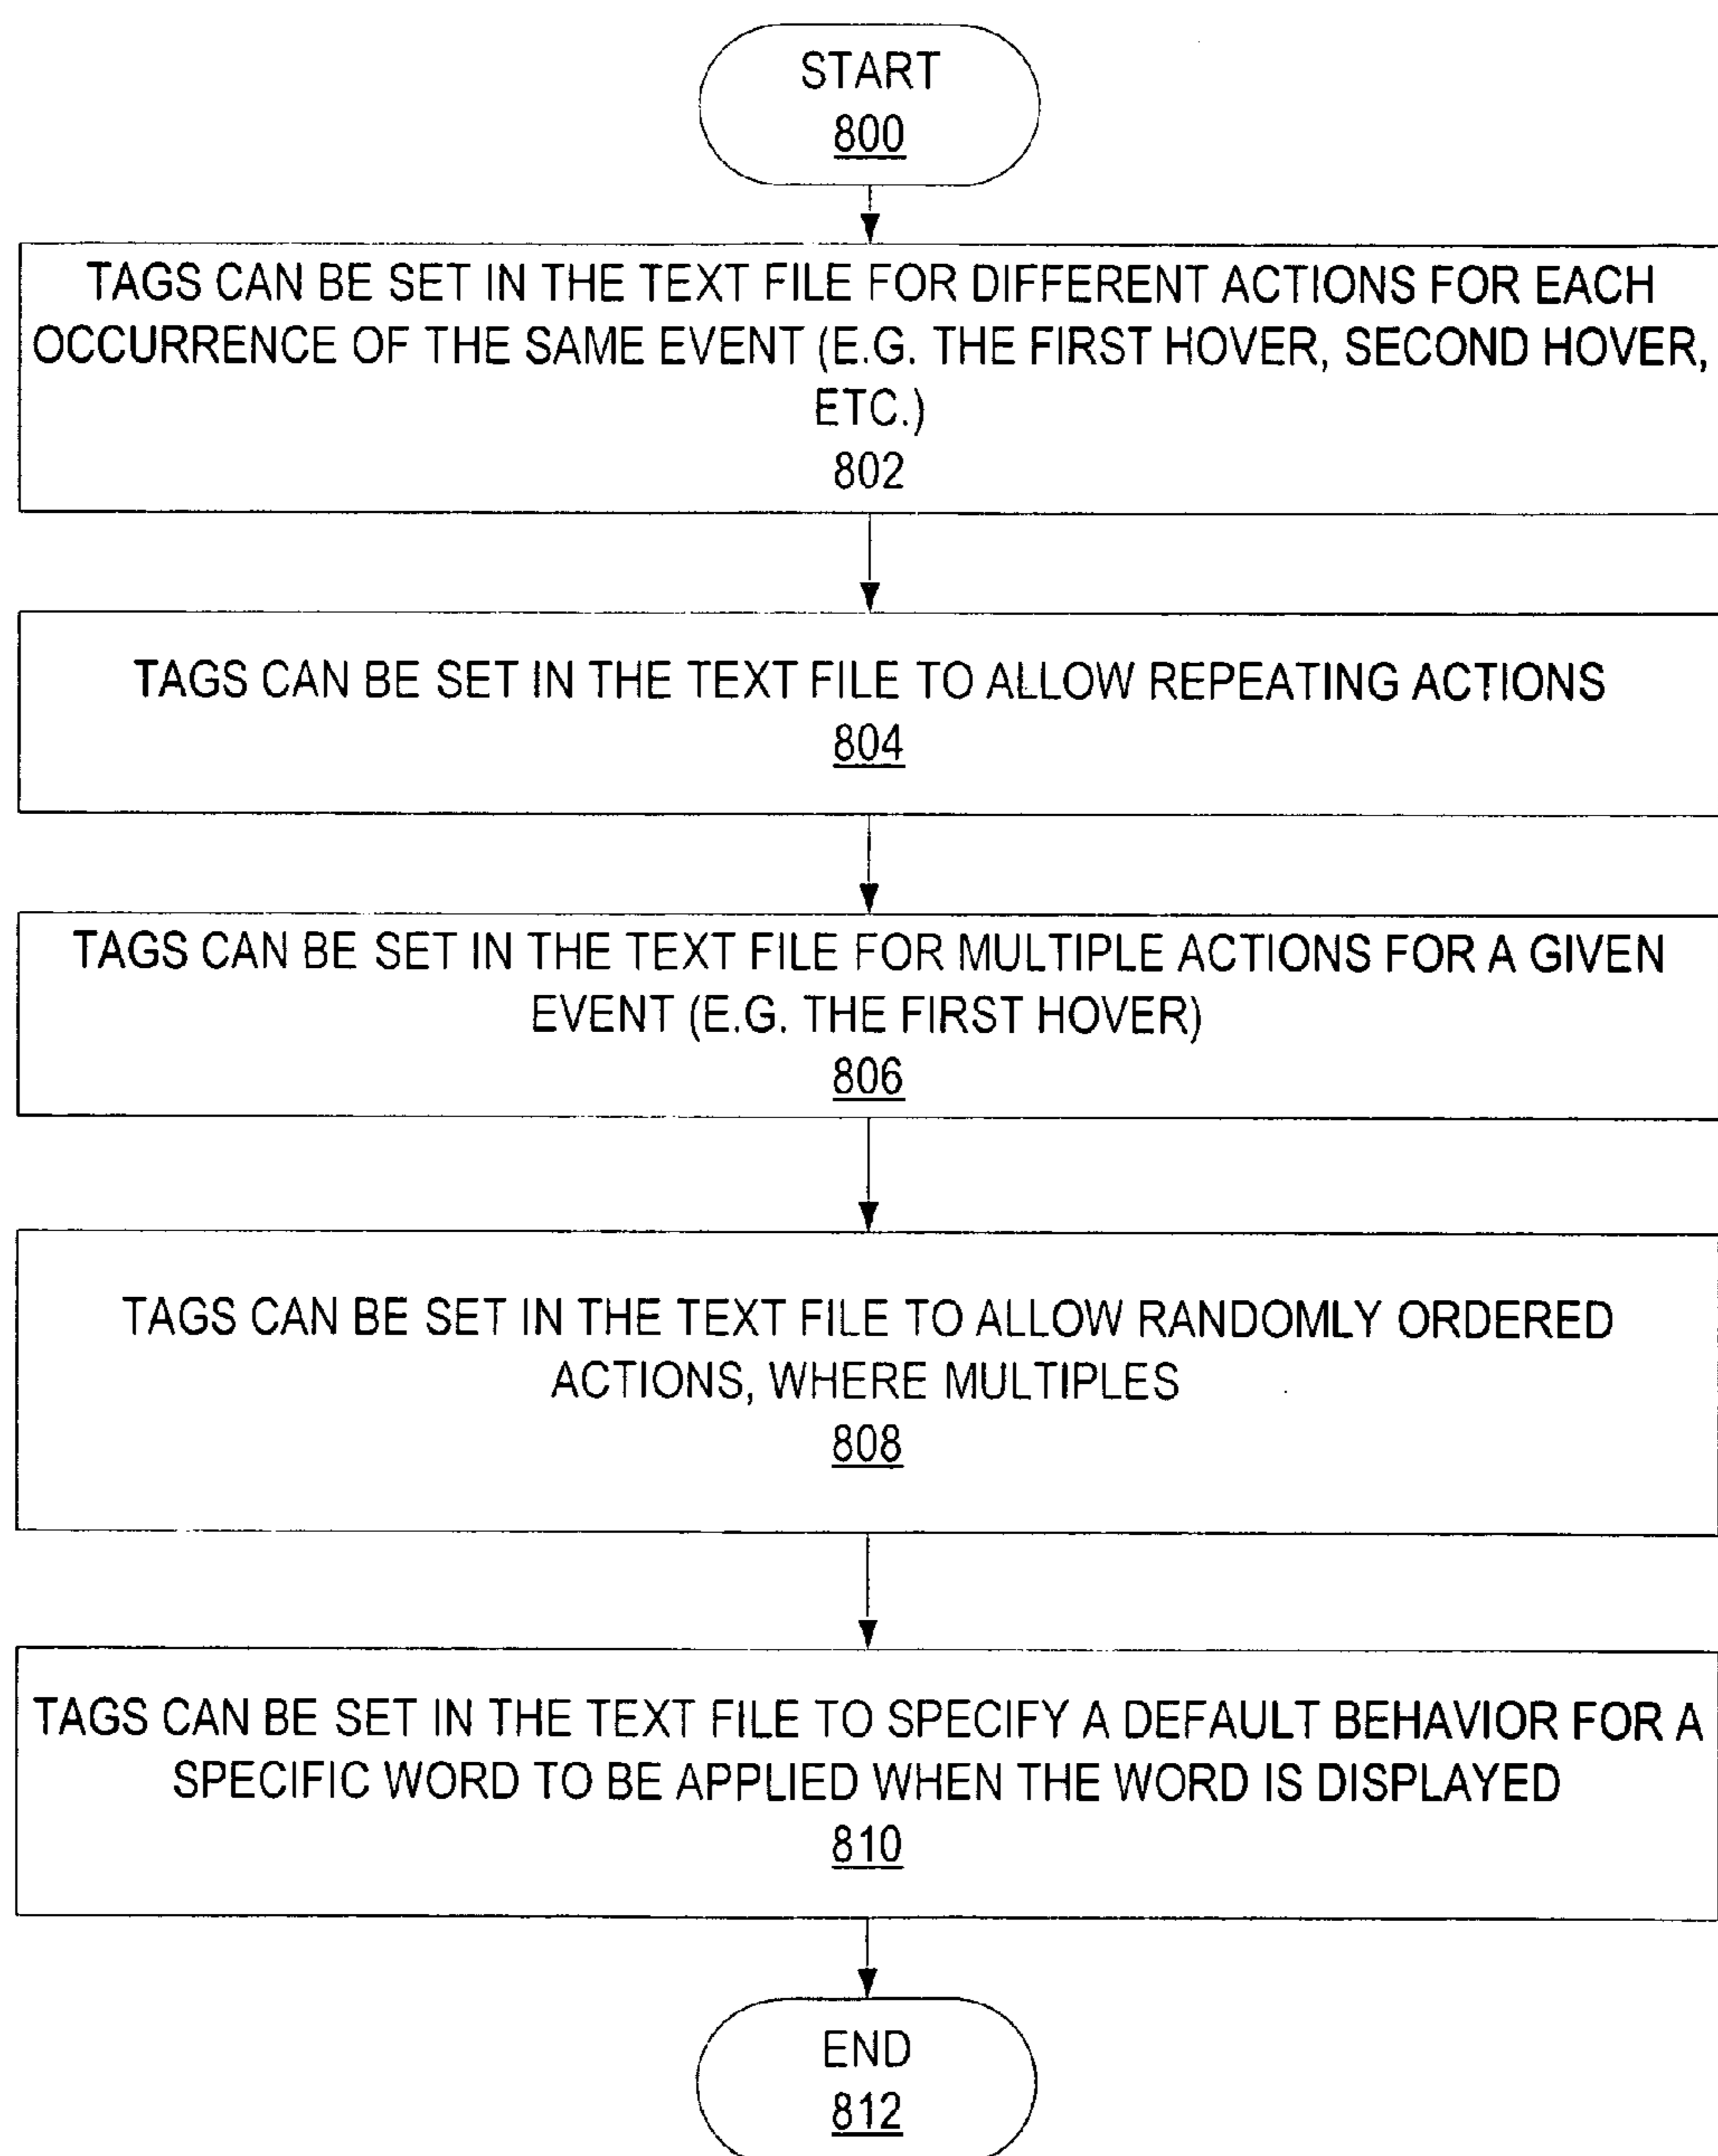 START
800
TAGS CAN BE SET IN THE TEXT FILE FOR DIFFERENT ACTIONS FOR EACH
OCCURRENCE OF THE SAME EVENT (E.G. THE FIRST HOVER, SECOND HOVER,
ETC.)
802
TAGS CAN BE SET IN THE TEXT FILE TO ALLOW REPEATING ACTIONS
804
TAGS CAN BE SET IN THE TEXT FILE FOR MULTIPLE ACTIONS FOR A GIVEN
EVENT (E.G. THE FIRST HOVER)
806
TAGS CAN BE SET IN THE TEXT FILE TO ALLOW RANDOMLY ORDERED
ACTIONS, WHERE MULTIPLES
808
TAGS CAN BE SET IN THE TEXT FILE TO SPECIFY A DEFAULT BEHAVIOR FOR A
SPECIFIC WORD TO BE APPLIED WHEN THE WORD IS DISPLAYED
810
END
812